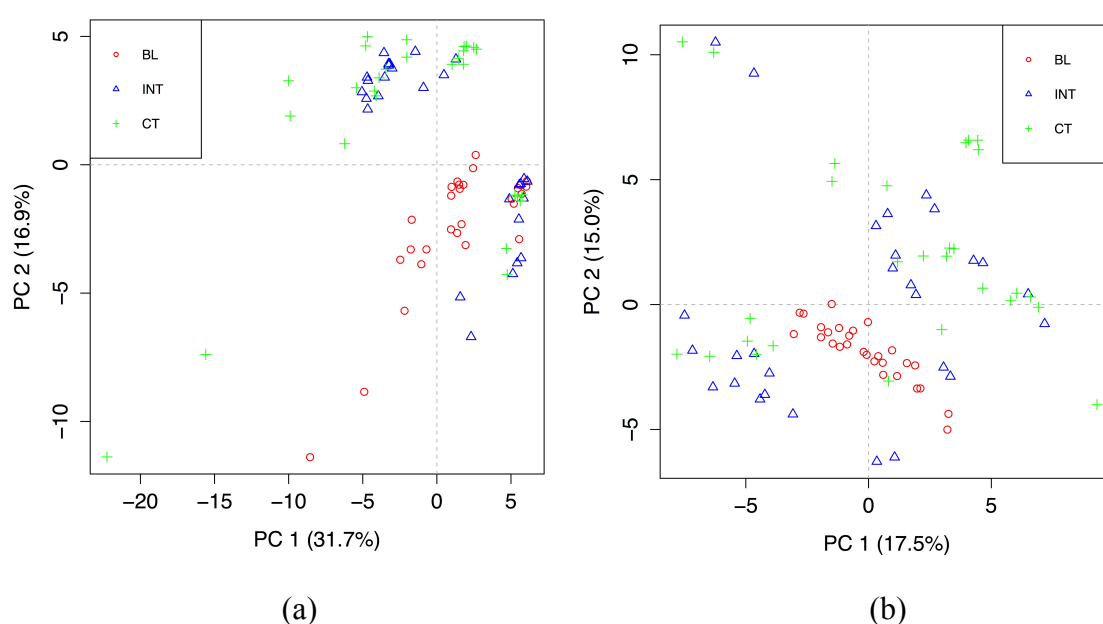 BL
INT
CT
5
0
−5
−10
PC 2 (16.9%)
−20 −15 −10 −5 0 5
PC 1 (31.7%)
(a)
BL
INT
CT
10
5
0
−5
PC 2 (15.0%)
−5 0 5
PC 1 (17.5%)
(b)